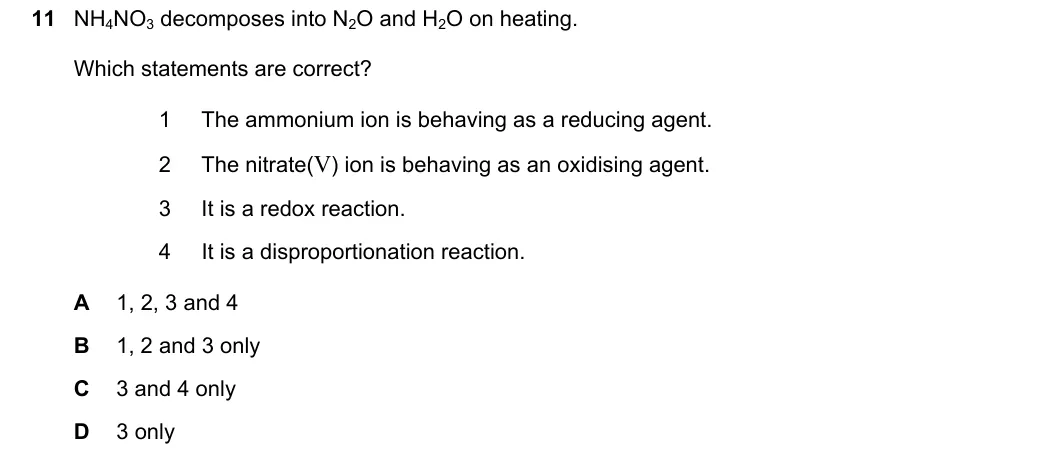 11 NH₄NO₃ decomposes into N₂O and H₂O on heating.
Which statements are correct?
1 The ammonium ion is behaving as a reducing agent.
2 The nitrate(V) ion is behaving as an oxidising agent.
3 It is a redox reaction.
4 It is a disproportionation reaction.
A 1, 2, 3 and 4
B 1, 2 and 3 only
C 3 and 4 only
D 3 only